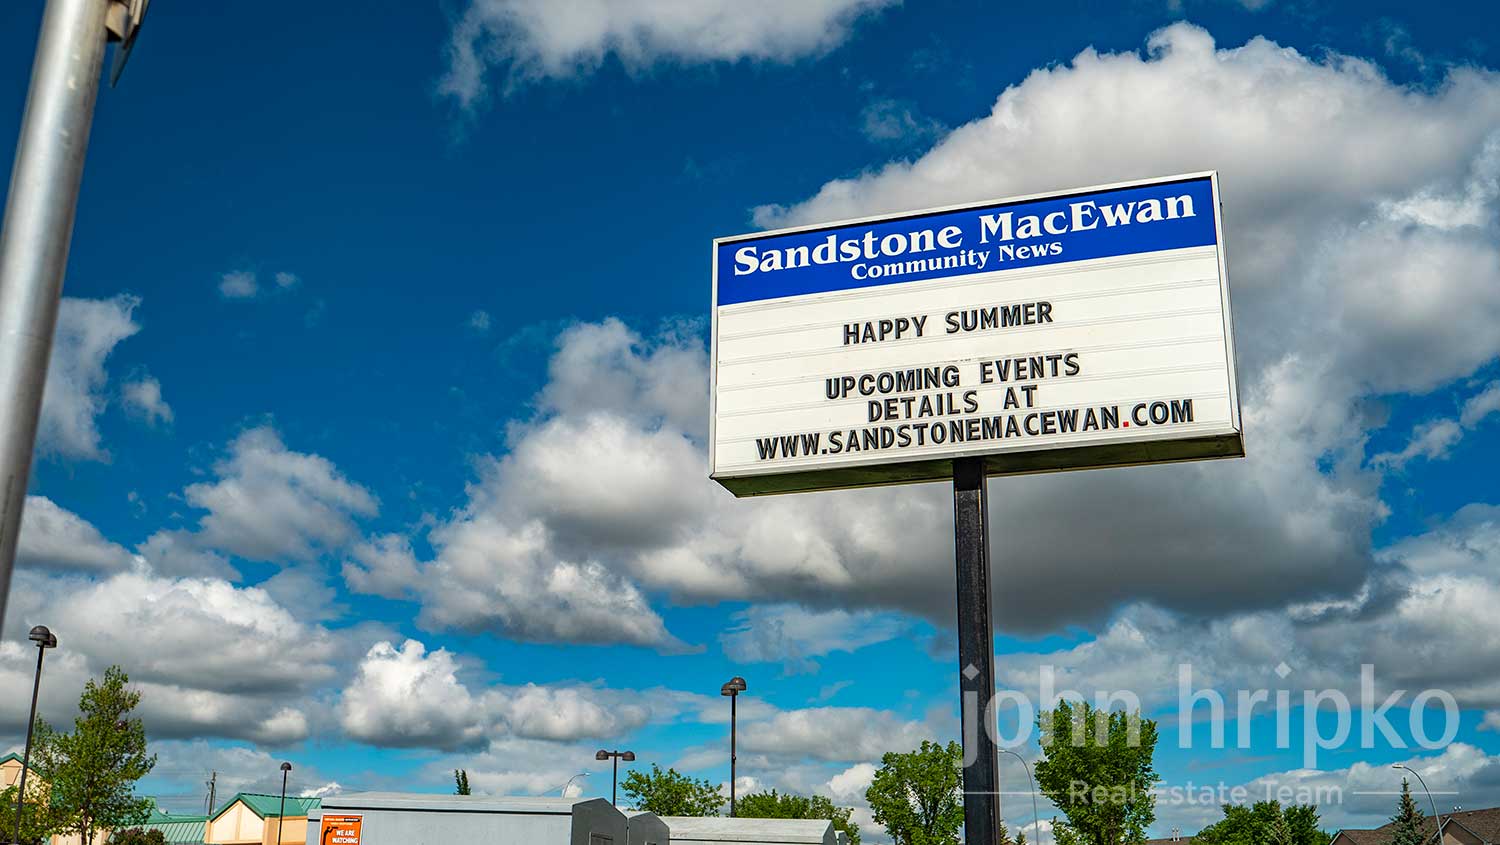 Sandstone MacEwan
Community News
HAPPY SUMMER
UPCOMING EVENTS
DETAILS AT
WWW.SANDSTONEMACEWAN.COM
john hripko
Real Estate Team
WE ARE
WATCHING